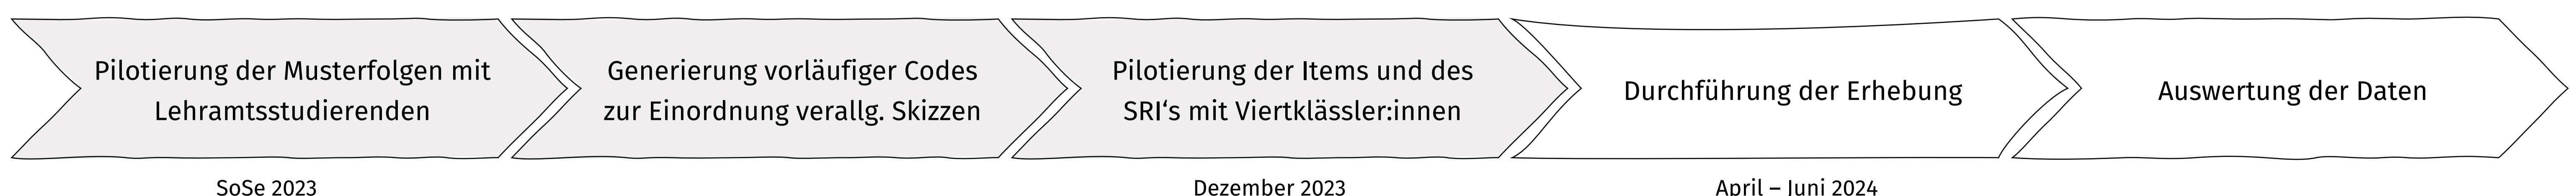 Pilotierung der Musterfolgen mit
Lehramtsstudierenden
Generierung vorläufiger Codes
zur Einordnung verallg. Skizzen
Pilotierung der Items und des
SRI‘s mit Viertklässler:innen
Durchführung der Erhebung
Auswertung der Daten
SoSe 2023
Dezember 2023
April – Juni 2024